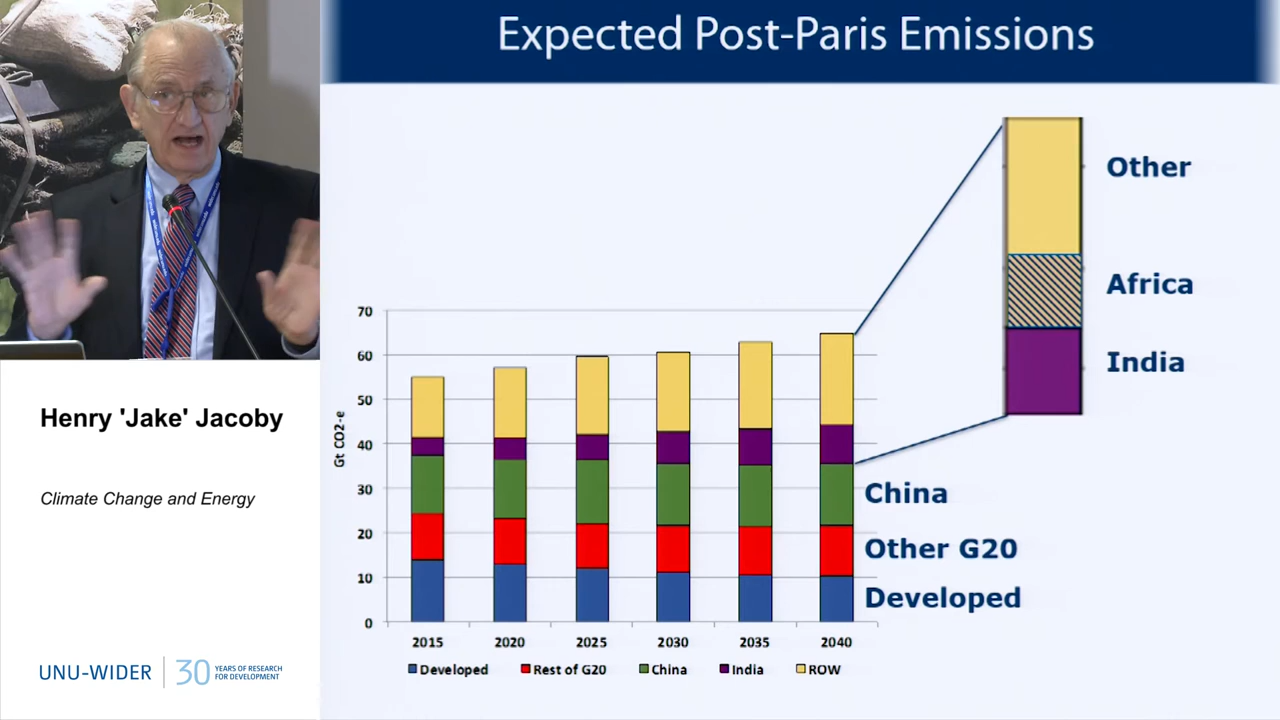 Expected Post-Paris Emissions
Other
Africa
India
70
60
50
40
30
20
10
0
Gt CO2-e
China
Other G20
Developed
2015 2020 2025 2030 2035 2040
Developed Rest of G20 China India ROW
Henry 'Jake' Jacoby
Climate Change and Energy
UNU-WIDER
30 YEARS OF RESEARCH
FOR DEVELOPMENT